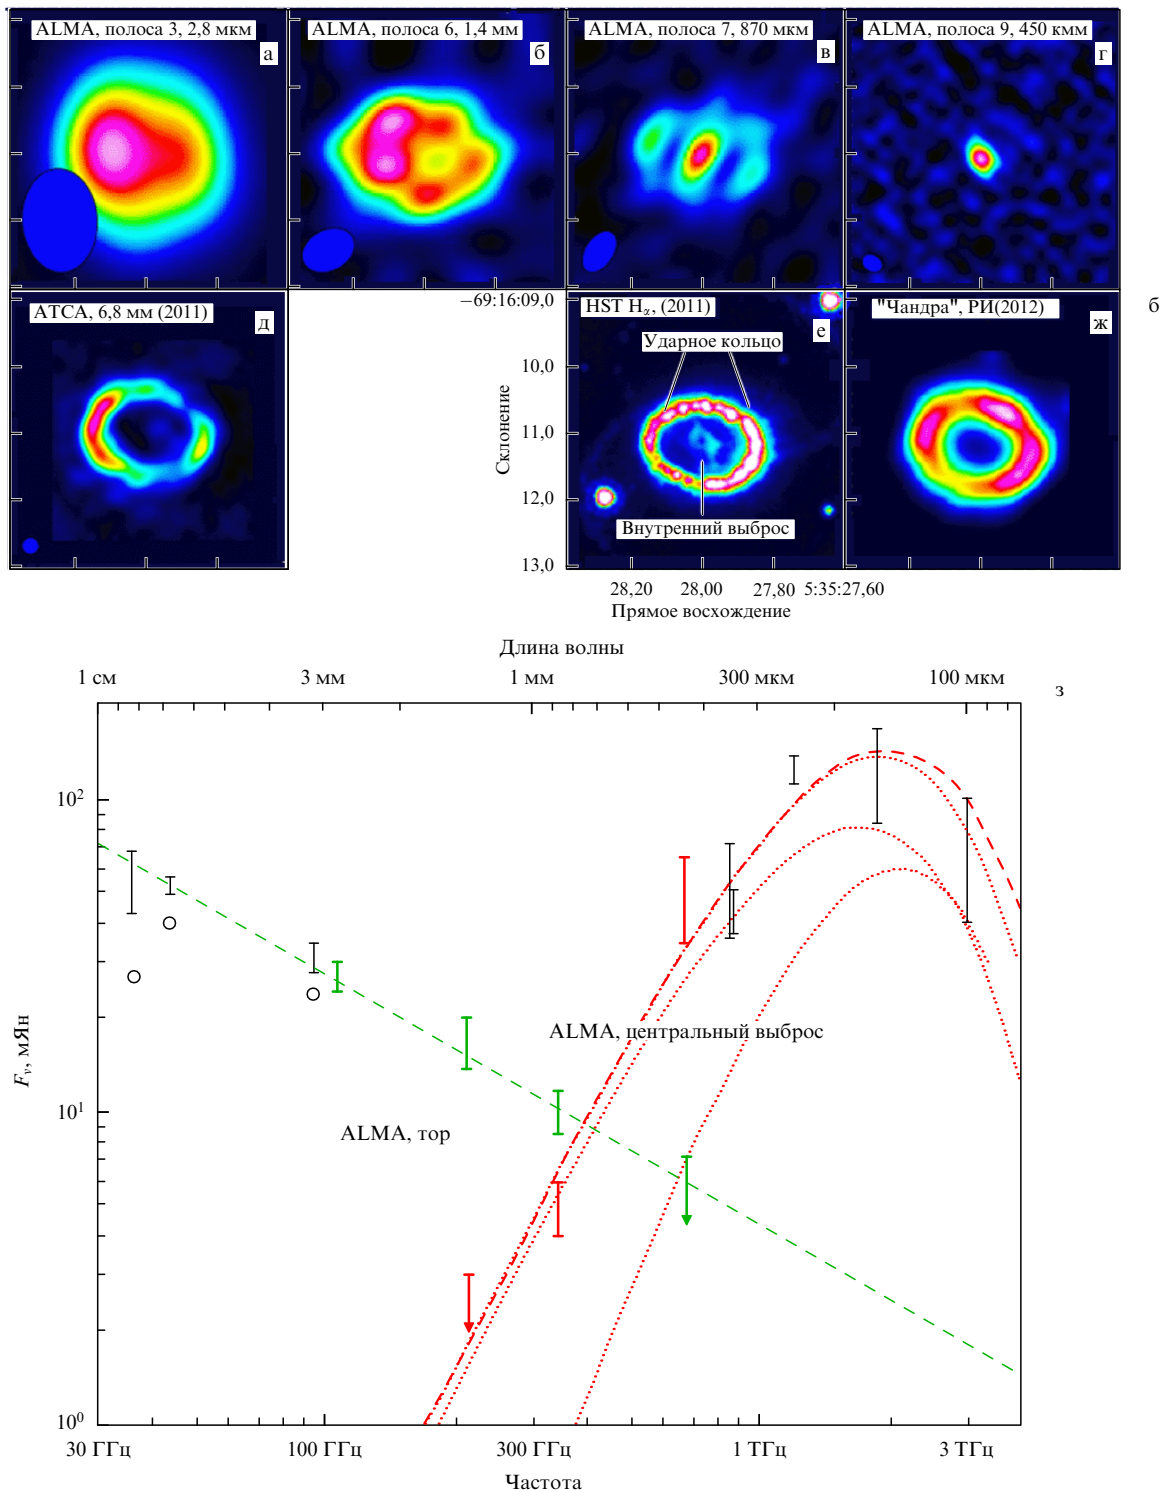 ALMA, полоса 3, 2,8 мкм
а
ALMA, полоса 6, 1,4 мм
б
ALMA, полоса 7, 870 мкм
в
ALMA, полоса 9, 450 кмм
г
ATCA, 6,8 мм (2011)
д
−69:16:09,0
10,0
11,0
12,0
13,0
Склонение
HST Hα, (2011)
е
Ударное кольцо
Внутренний выброс
"Чандра", РИ(2012)
ж
б
28,20 28,00 27,80 5:35:27,60
Прямое восхождение
Длина волны
1 см 3 мм 1 мм 300 мкм 100 мкм
з
10²
10¹
10⁰
Fν, мЯн
ALMA, центральный выброс
ALMA, тор
30 ГГц 100 ГГц 300 ГГц 1 ТГц 3 ТГц
Частота